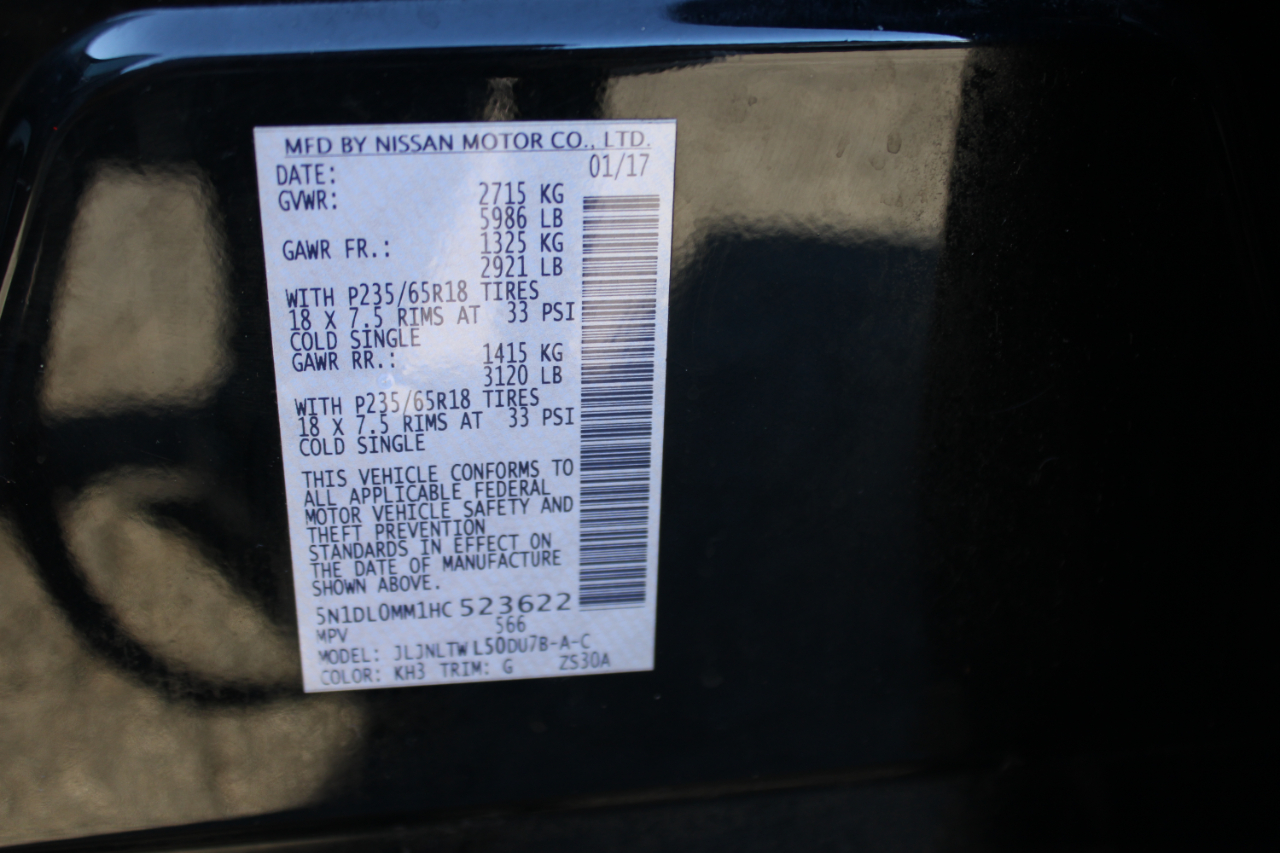 MFD BY NISSAN MOTOR CO., LTD.
DATE: 01/17
GVWR: 2715 KG
5986 LB
GAWR FR.: 1325 KG
2921 LB
WITH P235/65R18 TIRES
18 X 7.5 RIMS AT 33 PSI
COLD SINGLE
GAWR RR.: 1415 KG
3120 LB
WITH P235/65R18 TIRES
18 X 7.5 RIMS AT 33 PSI
COLD SINGLE
THIS VEHICLE CONFORMS TO
ALL APPLICABLE FEDERAL
MOTOR VEHICLE SAFETY AND
THEFT PREVENTION
STANDARDS IN EFFECT ON
THE DATE OF MANUFACTURE
SHOWN ABOVE.
5N1DL0MM1HC 523622
MPV 566
MODEL: JLJNLTW L50DU7B-A-C
COLOR: KH3 TRIM: G ZS30A